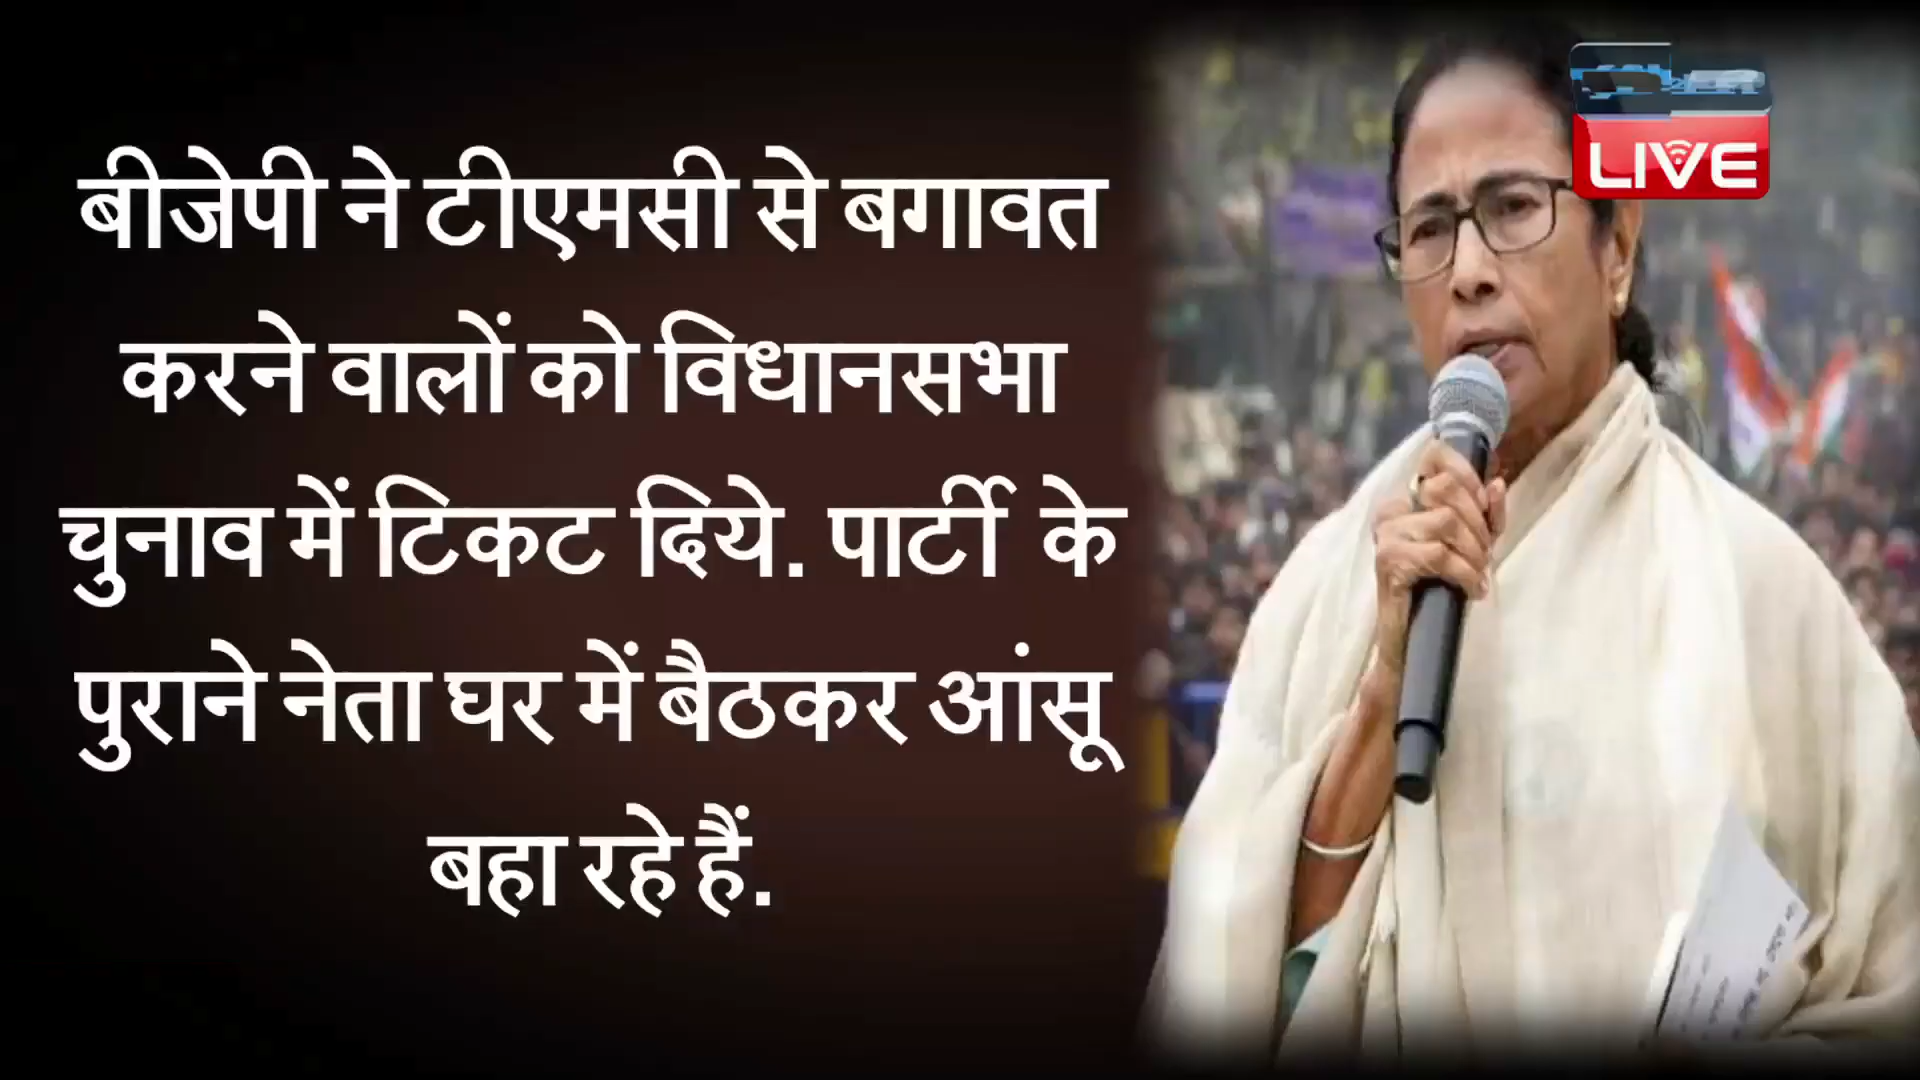 बीजेपी ने टीएमसी से बगावत
करने वालों को विधानसभा
चुनाव में टिकट दिये. पार्टी के
पुराने नेता घर में बैठकर आंसू
बहा रहे हैं.
LIVE